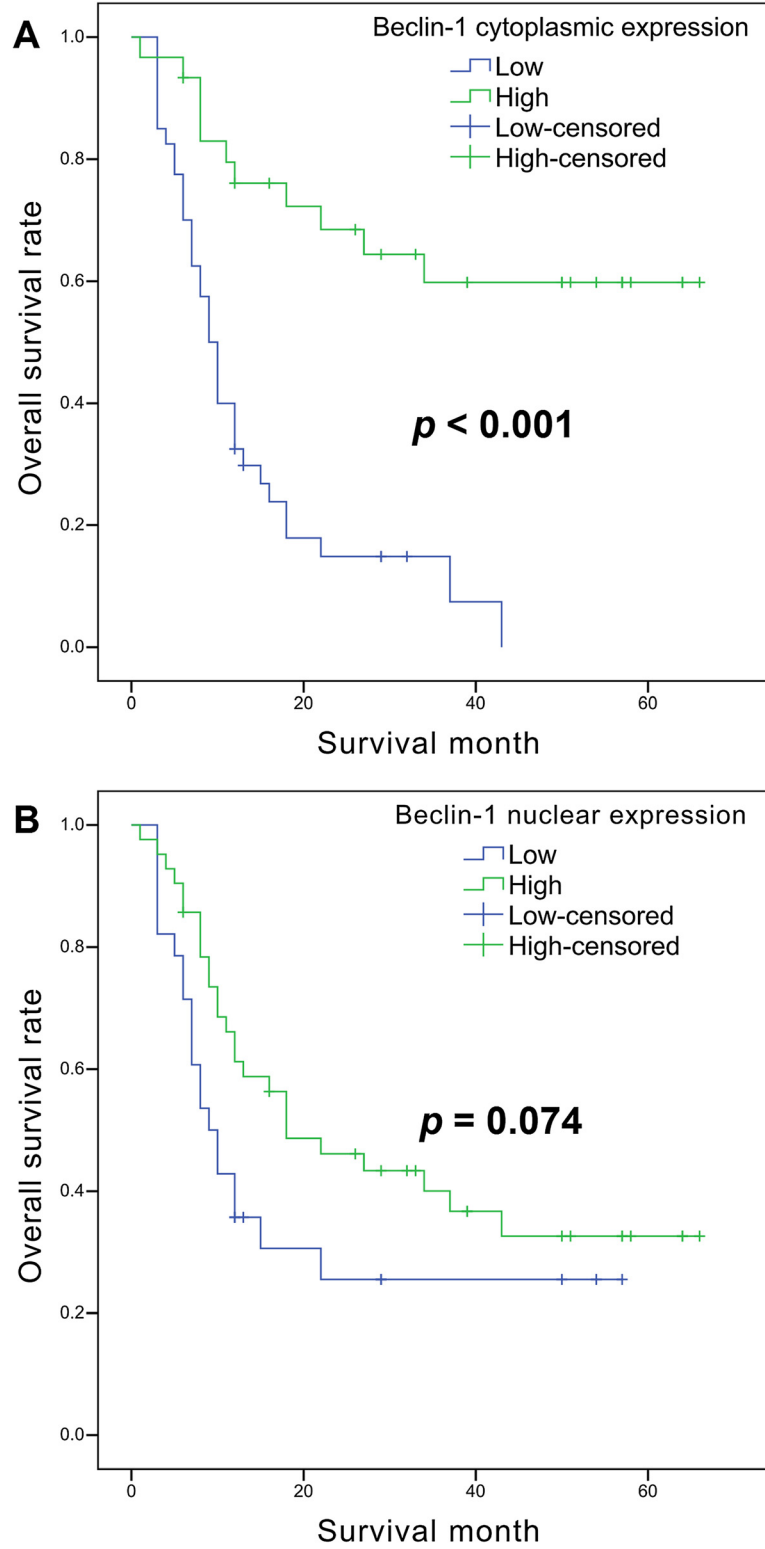 A
Beclin-1 cytoplasmic expression
Low
High
Low-censored
High-censored
1.0
0.8
0.6
0.4
0.2
0.0
Overall survival rate
p < 0.001
0 20 40 60
Survival month
B
Beclin-1 nuclear expression
Low
High
Low-censored
High-censored
1.0
0.8
0.6
0.4
0.2
0.0
Overall survival rate
p = 0.074
0 20 40 60
Survival month